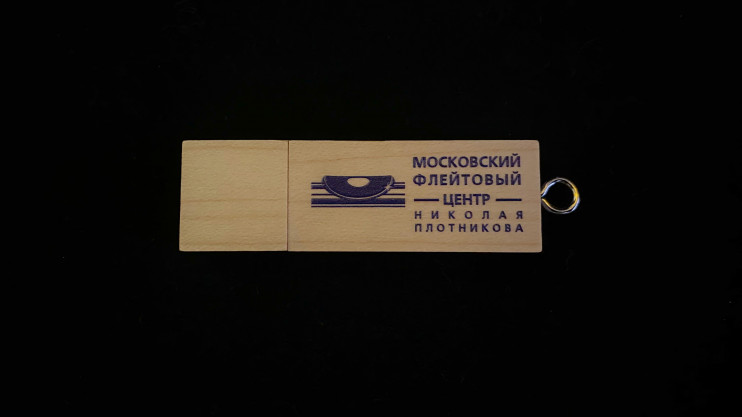 МОСКОВСКИЙ
ФЛЕЙТОВЫЙ
ЦЕНТР
НИКОЛАЯ
ПЛОТНИКОВА